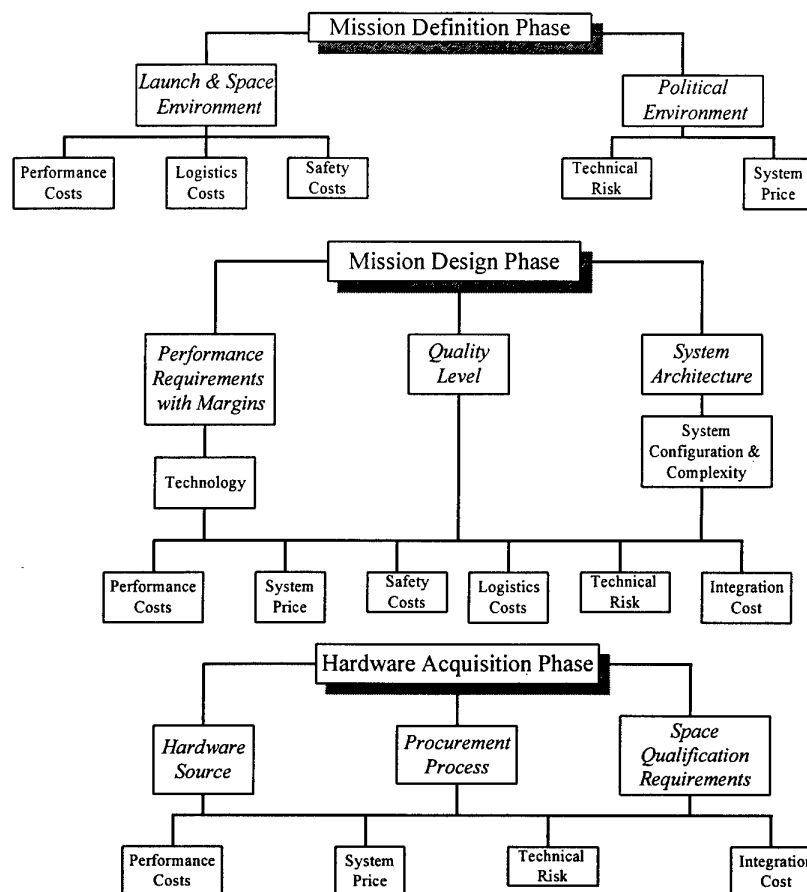 Mission Definition Phase
Launch & Space
Environment
Political
Environment
Performance
Costs
Logistics
Costs
Safety
Costs
Technical
Risk
System
Price
Mission Design Phase
Performance
Requirements
with Margins
Quality
Level
System
Architecture
Technology
System
Configuration &
Complexity
Performance
Costs
System
Price
Safety
Costs
Logistics
Costs
Technical
Risk
Integration
Cost
Hardware Acquisition Phase
Hardware
Source
Procurement
Process
Space
Qualification
Requirements
Performance
Costs
System
Price
Technical
Risk
Integration
Cost